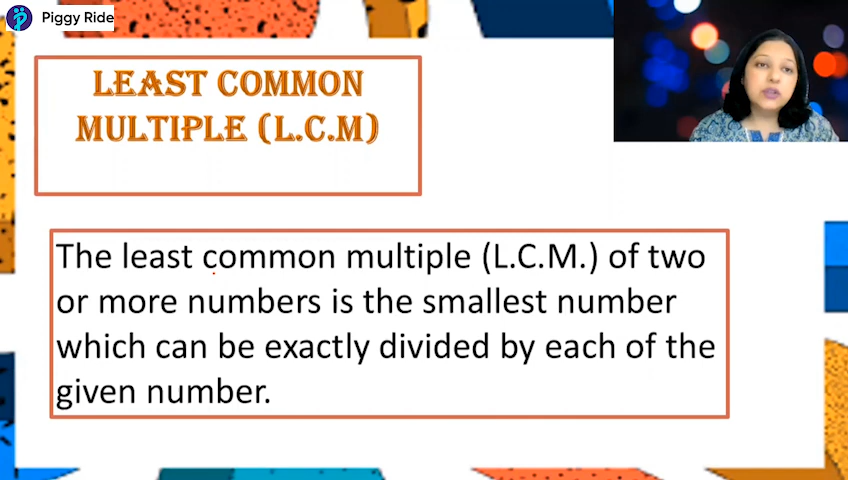 Piggy Ride
LEAST COMMON
MULTIPLE (L.C.M)
The least common multiple (L.C.M.) of two
or more numbers is the smallest number
which can be exactly divided by each of the
given number.